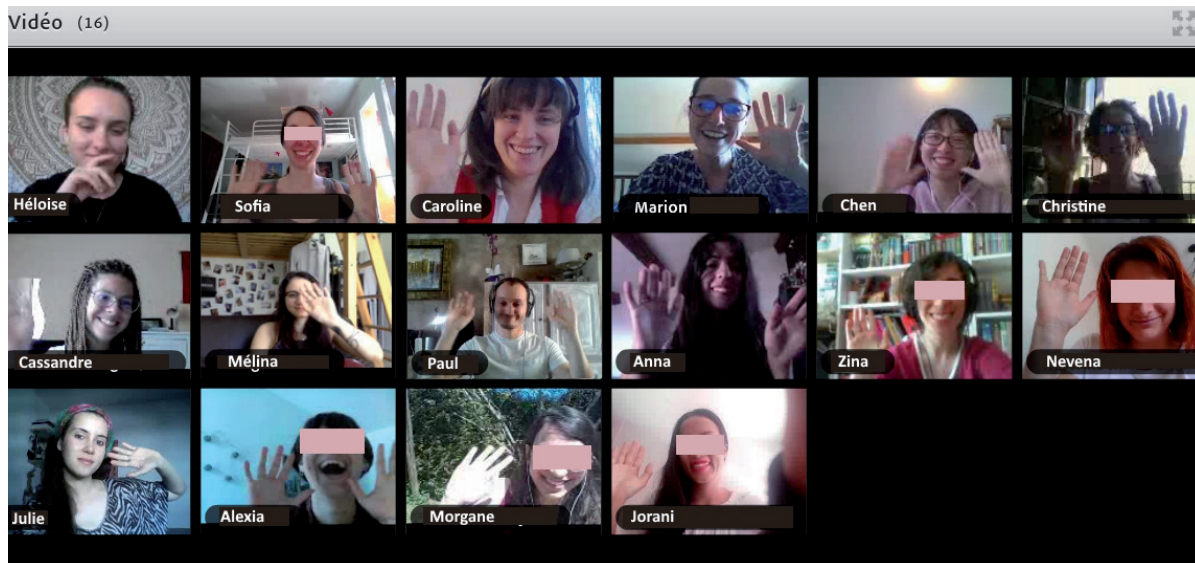 Vidéo (16)
Héloise
Sofia
Caroline
Marion
Chen
Christine
Cassandre
Mélina
Paul
Anna
Zina
Nevena
Julie
Alexia
Morgane
Jorani